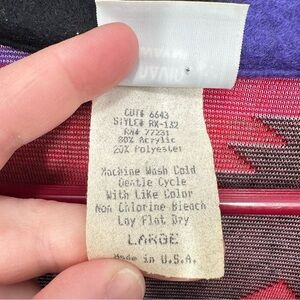 CUT# 6643
STYLE# RX-132
RN# 77231
80% Acrylic
20% Polyester
Machine Wash Cold
Gentle Cycle
With Like Color
Non Chlorine Bleach
Lay Flat Dry
LARGE
Made in U.S.A.